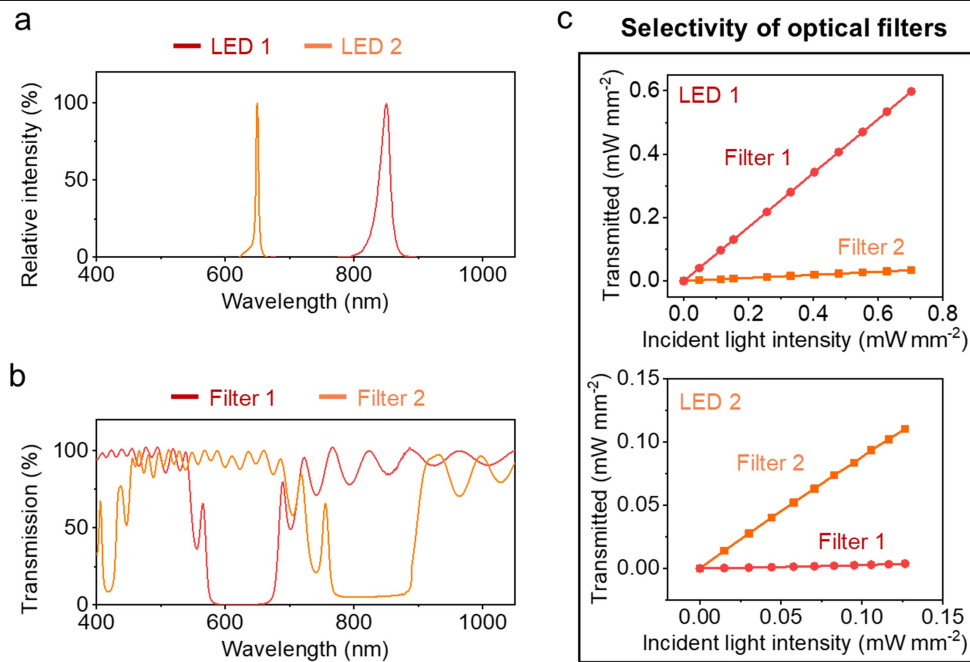 a
LED 1 LED 2
Relative intensity (%)
100
50
0
400 600 800 1000
Wavelength (nm)
b
Filter 1 Filter 2
Transmission (%)
100
50
0
400 600 800 1000
Wavelength (nm)
c
Selectivity of optical filters
LED 1
Filter 1
Filter 2
Transmitted (mW mm⁻²)
0.6
0.4
0.2
0.0
0.0 0.2 0.4 0.6 0.8
Incident light intensity (mW mm⁻²)
LED 2
Filter 2
Filter 1
Transmitted (mW mm⁻²)
0.15
0.10
0.05
0.00
0.00 0.05 0.10 0.15
Incident light intensity (mW mm⁻²)